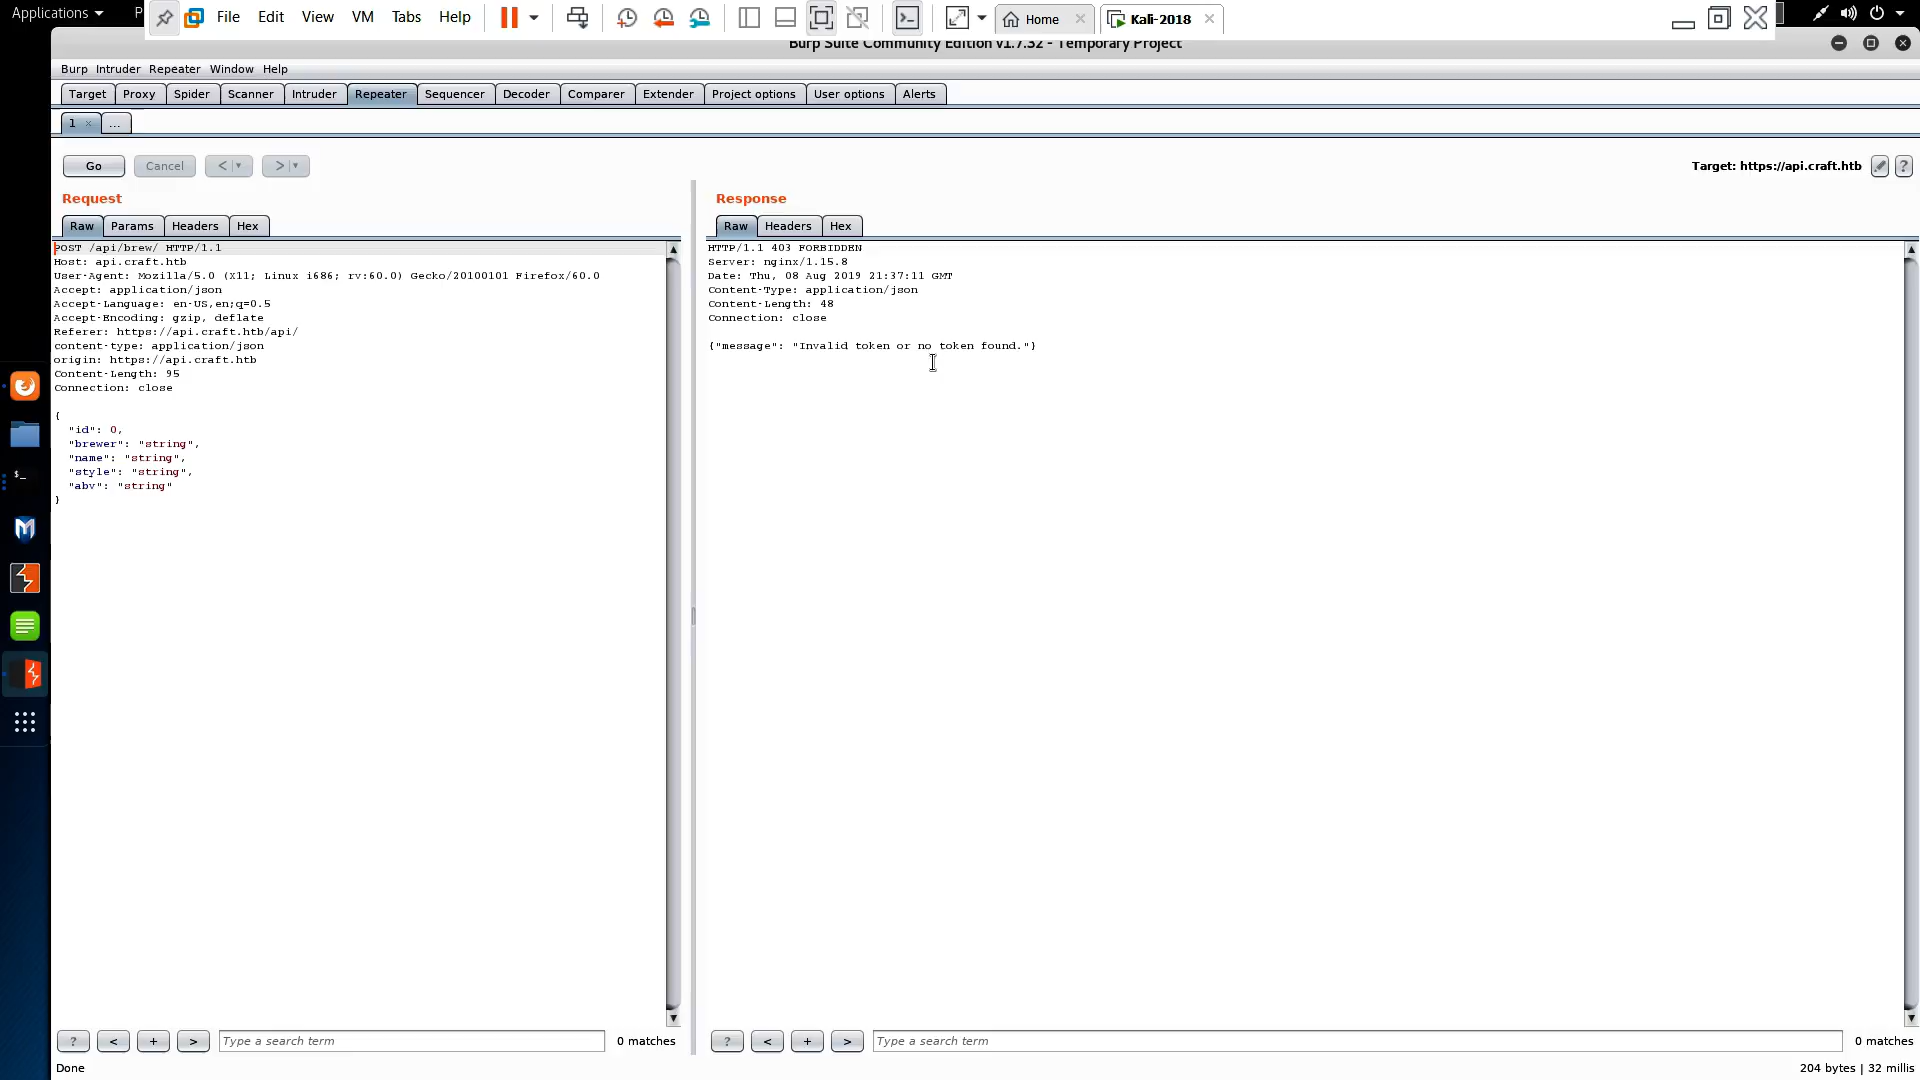 Applications
File Edit View VM Tabs Help
Home
Kali-2018
Burp Suite Community Edition v1.7.32 - Temporary Project
Burp Intruder Repeater Window Help
Target Proxy Spider Scanner Intruder Repeater Sequencer Decoder Comparer Extender Project options User options Alerts
1 × ...
Go Cancel < >
Target: https://api.craft.htb ?
Request
Raw Params Headers Hex
POST /api/brew/ HTTP/1.1
Host: api.craft.htb
User-Agent: Mozilla/5.0 (X11; Linux i686; rv:60.0) Gecko/20100101 Firefox/60.0
Accept: application/json
Accept-Language: en-US,en;q=0.5
Accept-Encoding: gzip, deflate
Referer: https://api.craft.htb/api/
content-type: application/json
origin: https://api.craft.htb
Content-Length: 95
Connection: close
{
"id": 0,
"brewer": "string",
"name": "string",
"style": "string",
"abv": "string"
}
? < + > Type a search term 0 matches
Response
Raw Headers Hex
HTTP/1.1 403 FORBIDDEN
Server: nginx/1.15.8
Date: Thu, 08 Aug 2019 21:37:11 GMT
Content-Type: application/json
Content-Length: 48
Connection: close
{"message": "Invalid token or no token found."}
? < + > Type a search term 0 matches
Done
204 bytes | 32 millis